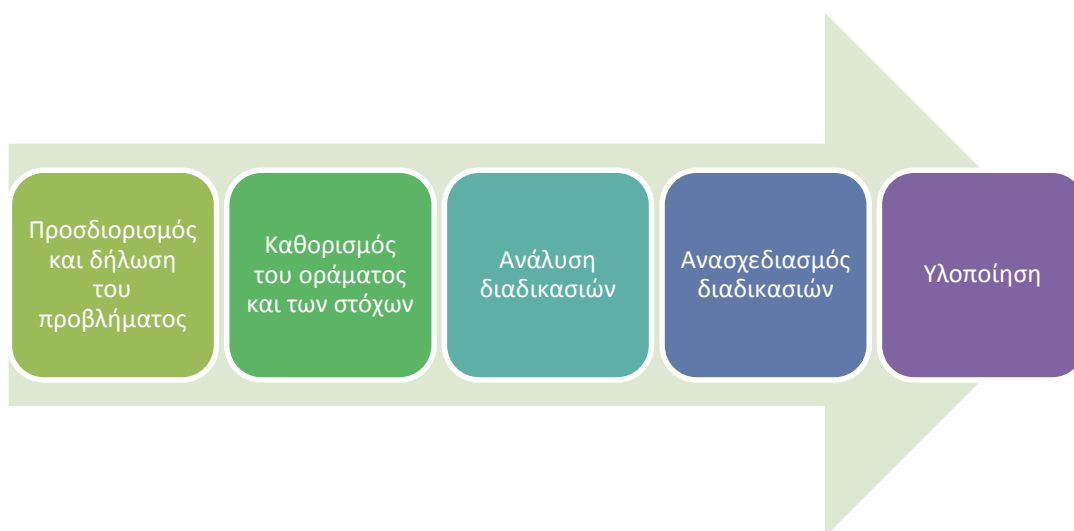 Προσδιορισμός
και δήλωση
του
προβλήματος
Καθορισμός
του οράματος
και των στόχων
Ανάλυση
διαδικασιών
Ανασχεδιασμός
διαδικασιών
Υλοποίηση